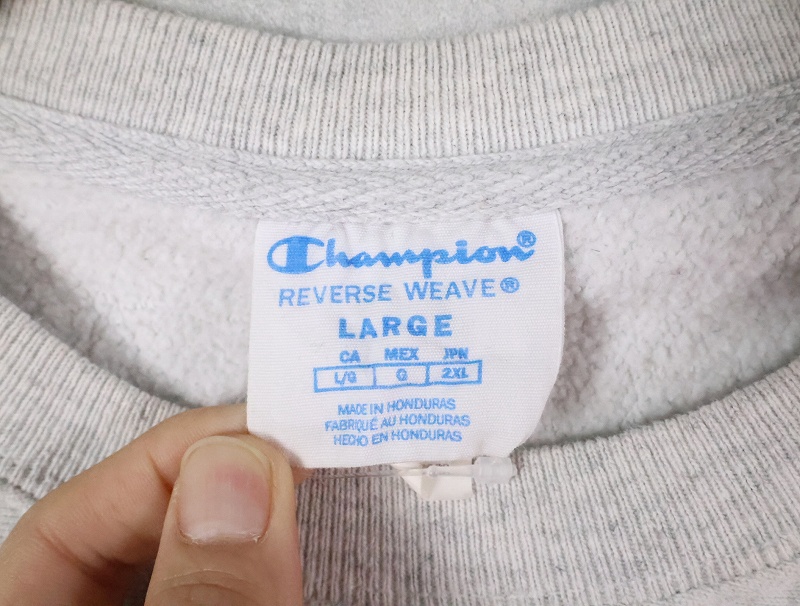 Champion®
REVERSE WEAVE®
LARGE
CA MEX JPN
L/G G 2XL
MADE IN HONDURAS
FABRIQUÉ AU HONDURAS
HECHO EN HONDURAS